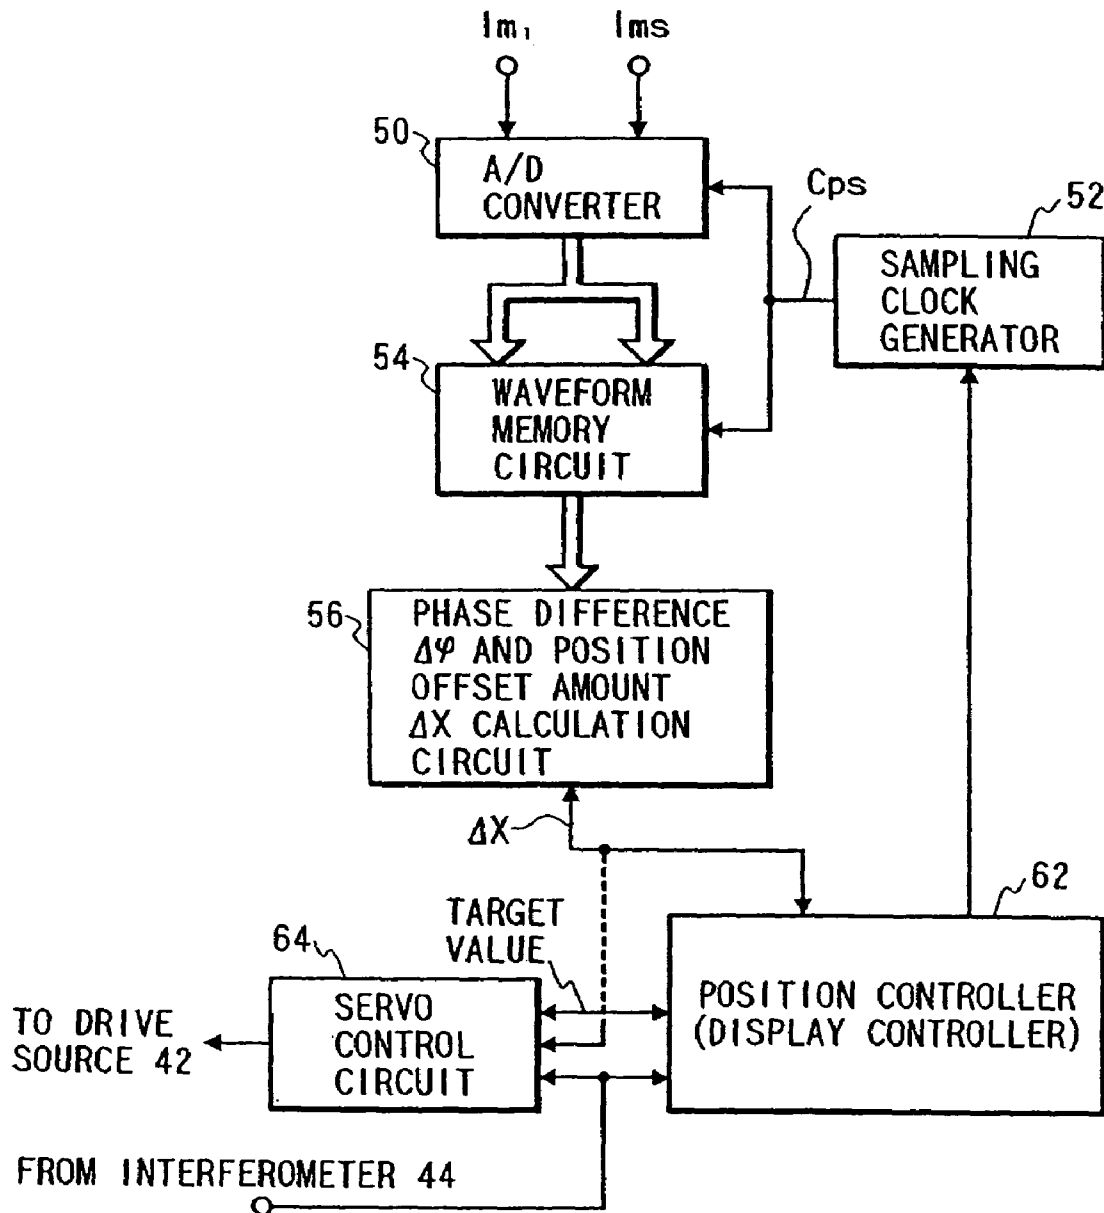 Im₁ Ims
50
A/D
CONVERTER
Cps
52
SAMPLING
CLOCK
GENERATOR
54
WAVEFORM
MEMORY
CIRCUIT
56
PHASE DIFFERENCE
Δφ AND POSITION
OFFSET AMOUNT
ΔX CALCULATION
CIRCUIT
ΔX
TARGET
VALUE
62
POSITION CONTROLLER
(DISPLAY CONTROLLER)
64
SERVO
CONTROL
CIRCUIT
TO DRIVE
SOURCE 42
FROM INTERFEROMETER 44